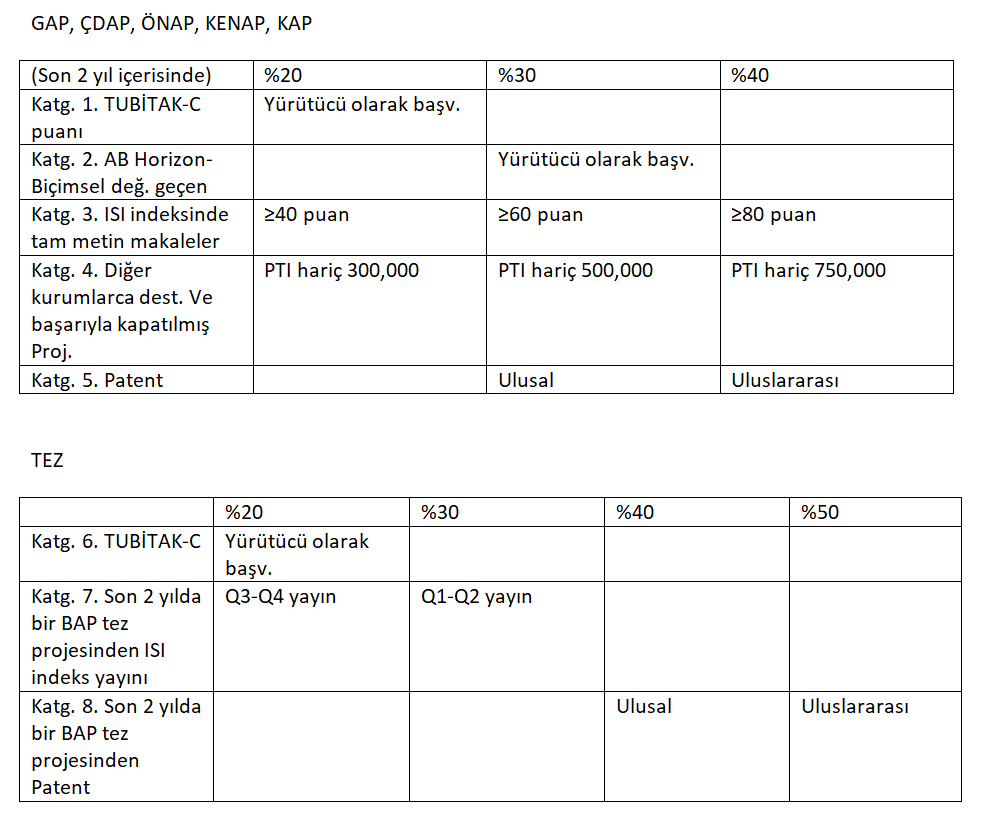 GAP, ÇDAP, ÖNAP, KENAP, KAP
(Son 2 yıl içerisinde) %20 %30 %40
Katg. 1. TUBİTAK-C Yürütücü olarak başv.
puanı
Katg. 2. AB Horizon- Yürütücü olarak başv.
Biçimsel değ. geçen
Katg. 3. ISI indeksinde ≥40 puan ≥60 puan ≥80 puan
tam metin makaleler
Katg. 4. Diğer PTI hariç 300,000 PTI hariç 500,000 PTI hariç 750,000
kurumlarca dest. Ve
başarıyla kapatılmış
Proj.
Katg. 5. Patent Ulusal Uluslararası
TEZ
%20 %30 %40 %50
Katg. 6. TUBİTAK-C Yürütücü olarak
başv.
Katg. 7. Son 2 yılda Q3-Q4 yayın Q1-Q2 yayın
bir BAP tez
projesinden ISI
indeks yayını
Katg. 8. Son 2 yılda Ulusal Uluslararası
bir BAP tez
projesinden
Patent